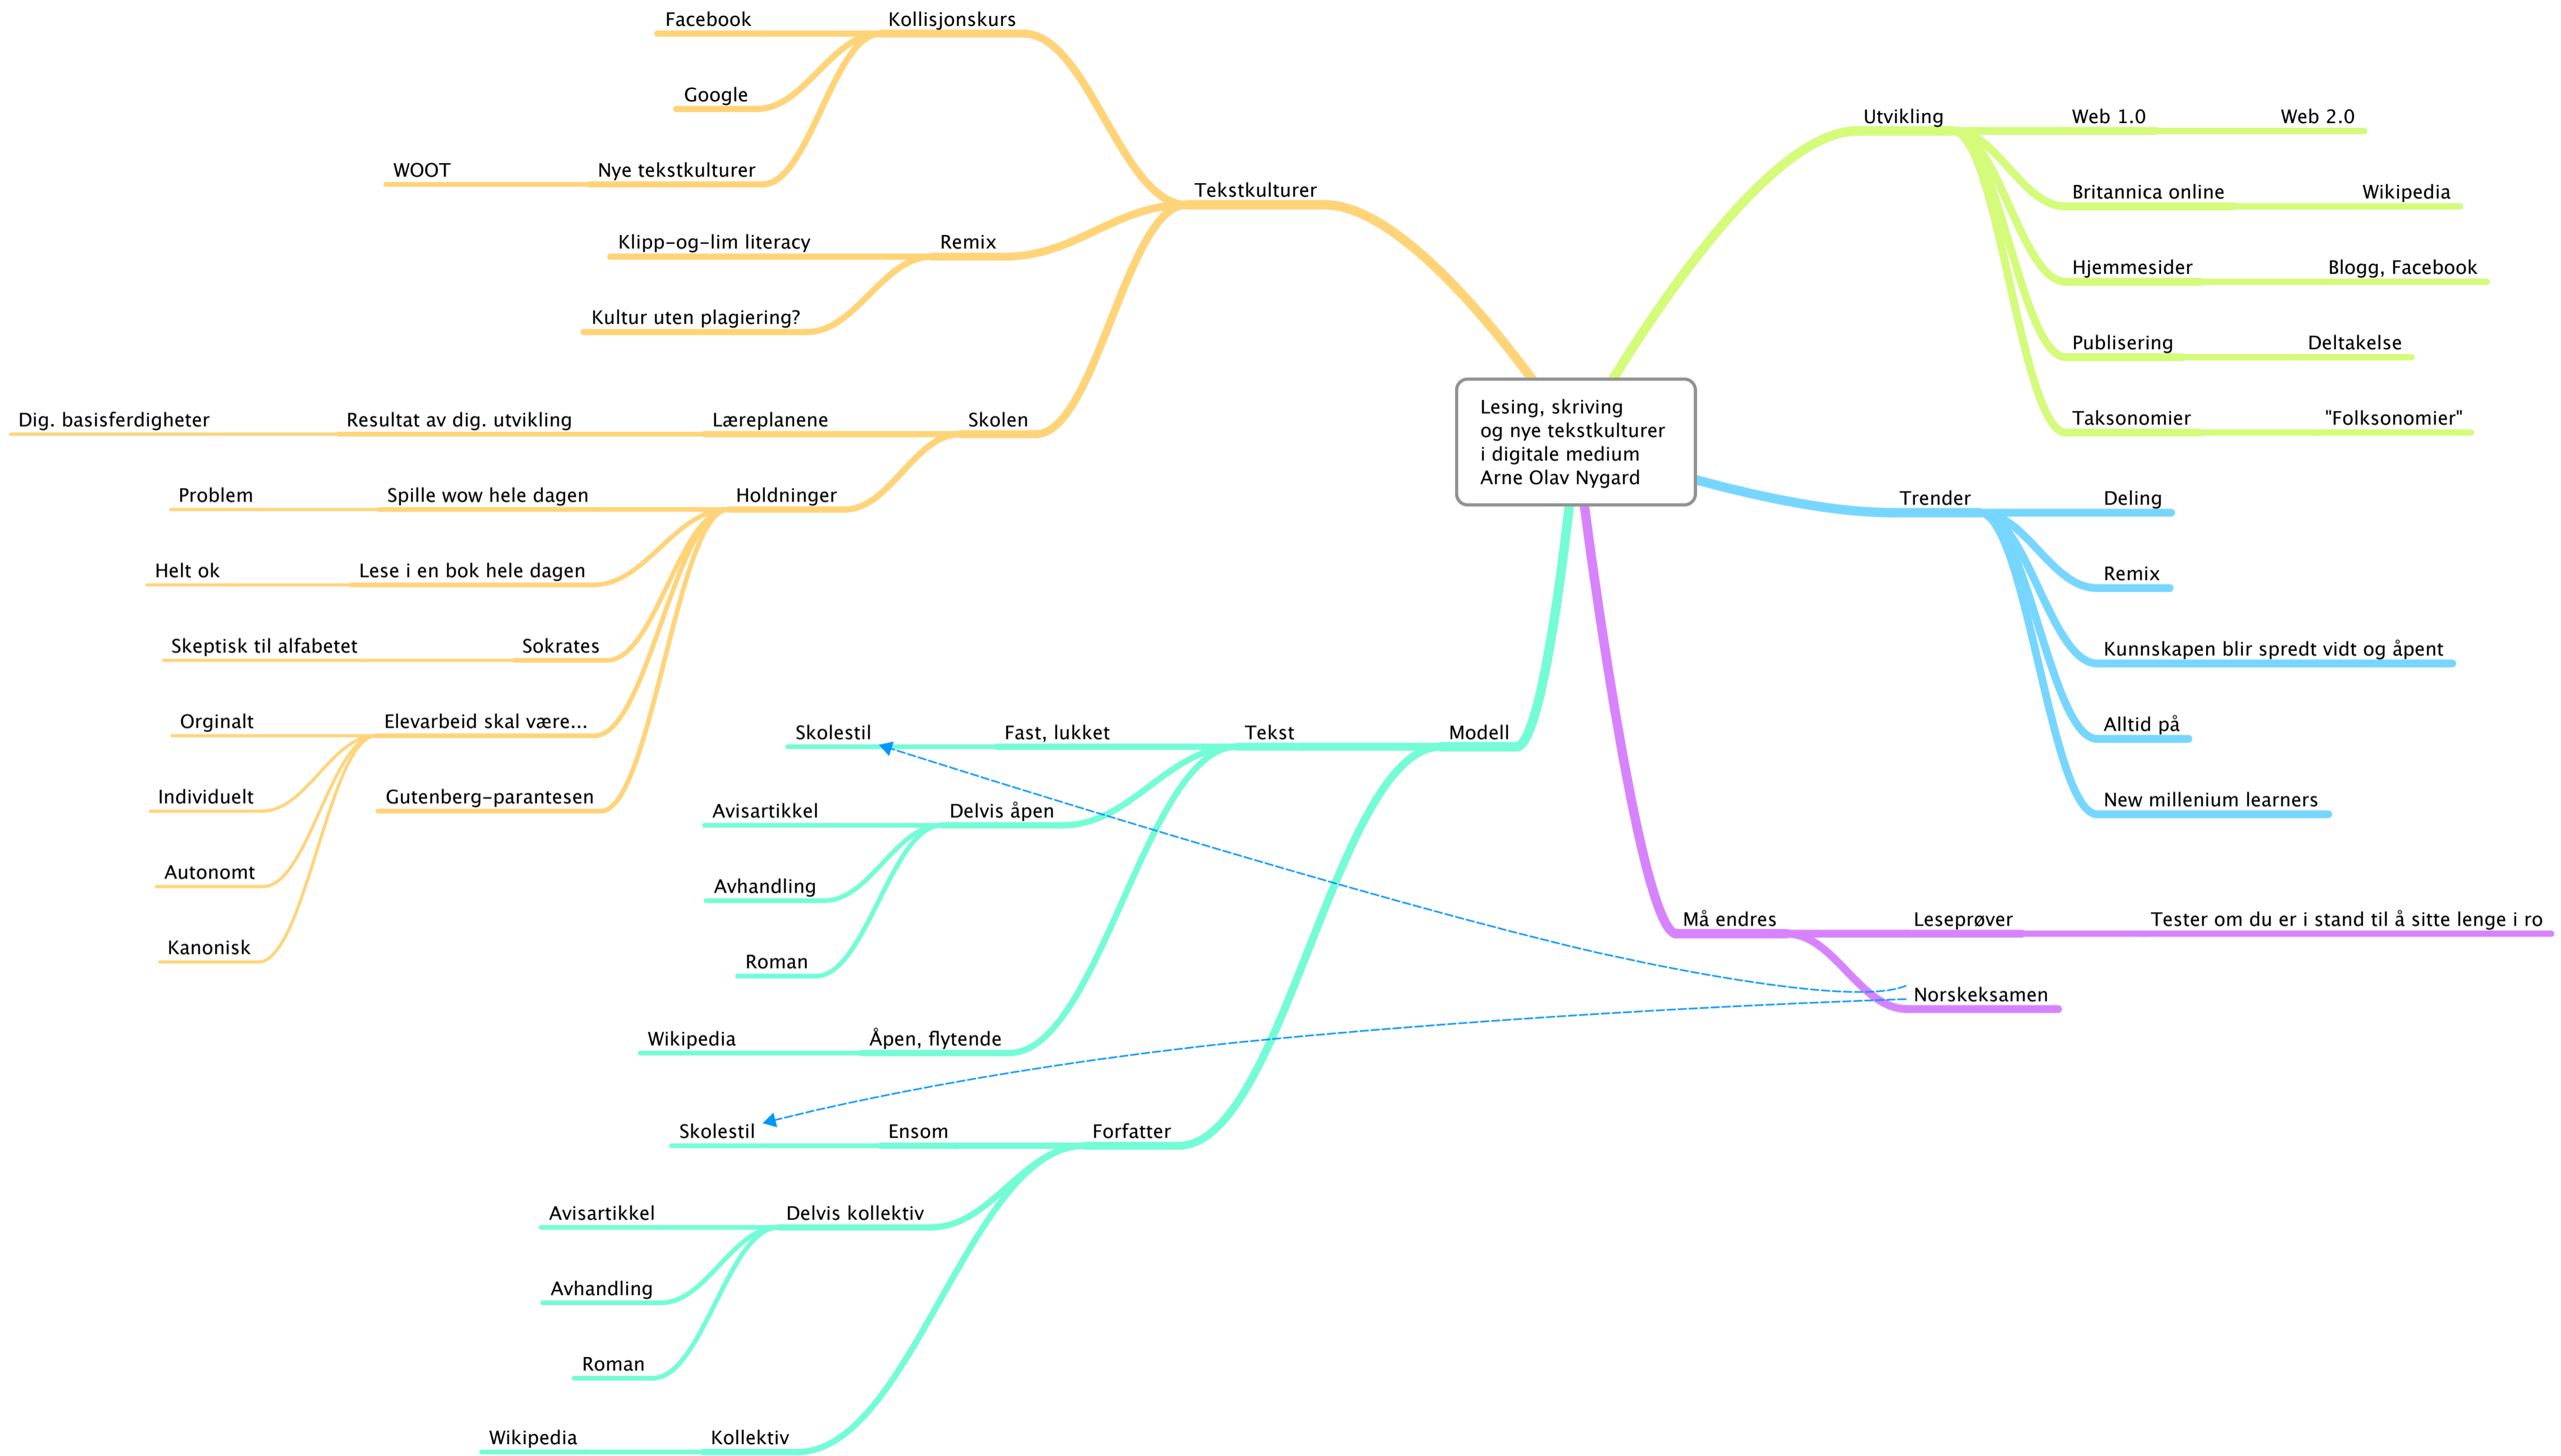 Lesing, skriving
og nye tekstkulturer
i digitale medium
Arne Olav Nygard
Utvikling
Web 1.0
Web 2.0
Britannica online
Wikipedia
Hjemmesider
Blogg, Facebook
Publisering
Deltakelse
Taksonomier
"Folksonomier"
Trender
Deling
Remix
Kunnskapen blir spredt vidt og åpent
Alltid på
New millenium learners
Må endres
Leseprøver
Tester om du er i stand til å sitte lenge i ro
Norskeksamen
Tekstkulturer
Kollisjonskurs
Facebook
Google
Nye tekstkulturer
WOOT
Remix
Klipp-og-lim literacy
Kultur uten plagiering?
Skolen
Læreplanene
Resultat av dig. utvikling
Dig. basisferdigheter
Holdninger
Spille wow hele dagen
Problem
Lese i en bok hele dagen
Helt ok
Sokrates
Skeptisk til alfabetet
Elevarbeid skal være...
Orginalt
Individuelt
Autonomt
Kanonisk
Gutenberg-parantesen
Modell
Tekst
Fast, lukket
Skolestil
Delvis åpen
Avisartikkel
Avhandling
Roman
Åpen, flytende
Wikipedia
Forfatter
Ensom
Skolestil
Delvis kollektiv
Avisartikkel
Avhandling
Roman
Kollektiv
Wikipedia